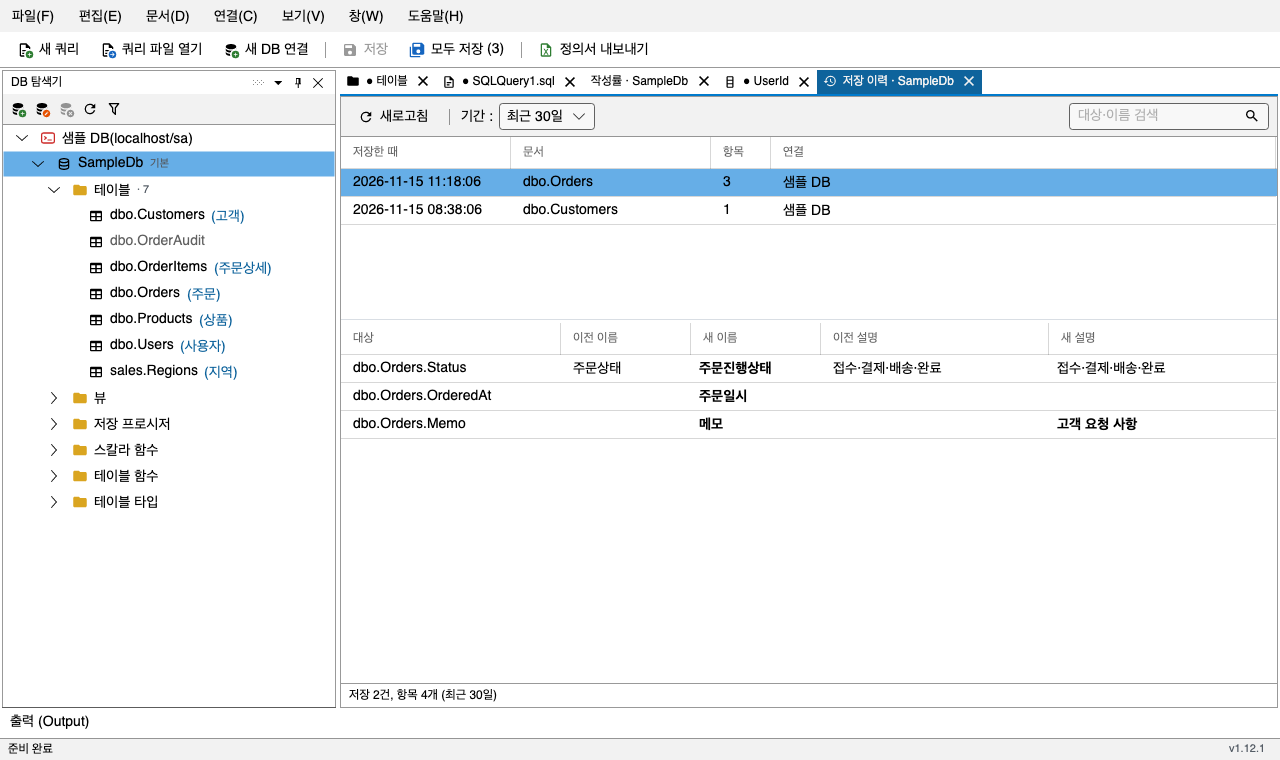 파일(F) 편집(E) 문서(D) 연결(C) 보기(V) 창(W) 도움말(H)
새 쿼리 쿼리 파일 열기 새 DB 연결 저장 모두 저장 (3) 정의서 내보내기
DB 탐색기
샘플 DB(localhost/sa)
SampleDb 기본
테이블 · 7
dbo.Customers (고객)
dbo.OrderAudit
dbo.OrderItems (주문상세)
dbo.Orders (주문)
dbo.Products (상품)
dbo.Users (사용자)
sales.Regions (지역)
뷰
저장 프로시저
스칼라 함수
테이블 함수
테이블 타입
● 테이블 ● SQLQuery1.sql 작성률 · SampleDb ● UserId 저장 이력 · SampleDb
새로고침 기간 : 최근 30일 대상·이름 검색
저장한 때 문서 항목 연결
2026-11-15 11:18:06 dbo.Orders 3 샘플 DB
2026-11-15 08:38:06 dbo.Customers 1 샘플 DB
대상 이전 이름 새 이름 이전 설명 새 설명
dbo.Orders.Status 주문상태 주문진행상태 접수·결제·배송·완료 접수·결제·배송·완료
dbo.Orders.OrderedAt 주문일시
dbo.Orders.Memo 메모 고객 요청 사항
저장 2건, 항목 4개 (최근 30일)
출력 (Output)
준비 완료 v1.12.1